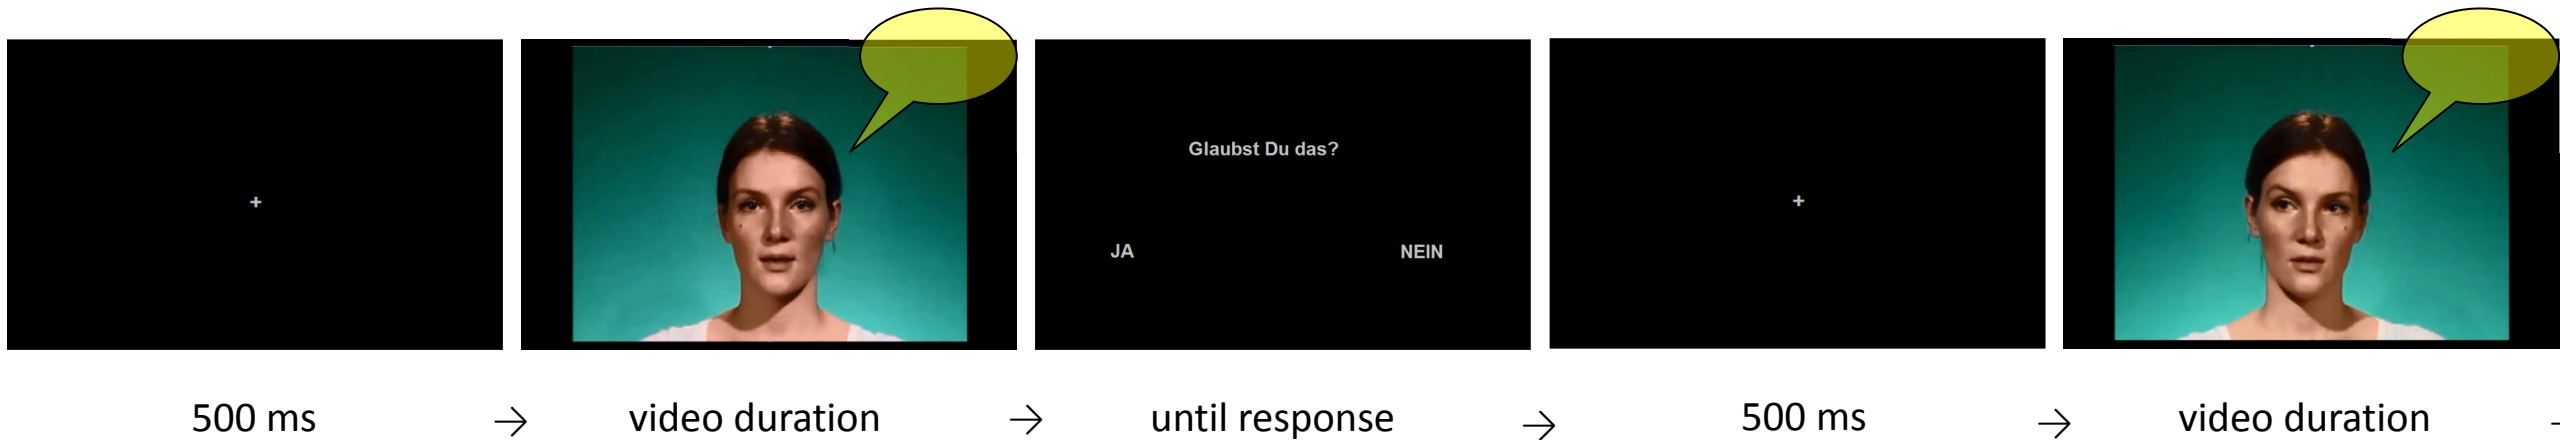 +
Glaubst Du das?
JA NEIN
+
500 ms → video duration → until response → 500 ms → video duration